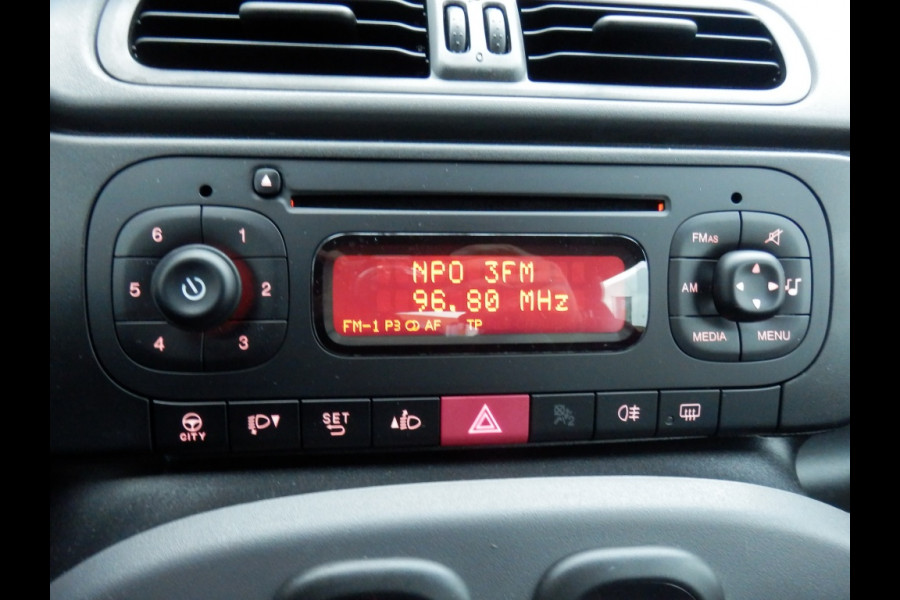 6 1
5 2
4 3
NPO 3FM
96.80 MHz
FM-1 P3 AF TP
FMAS
AM
MEDIA MENU
CITY
SET